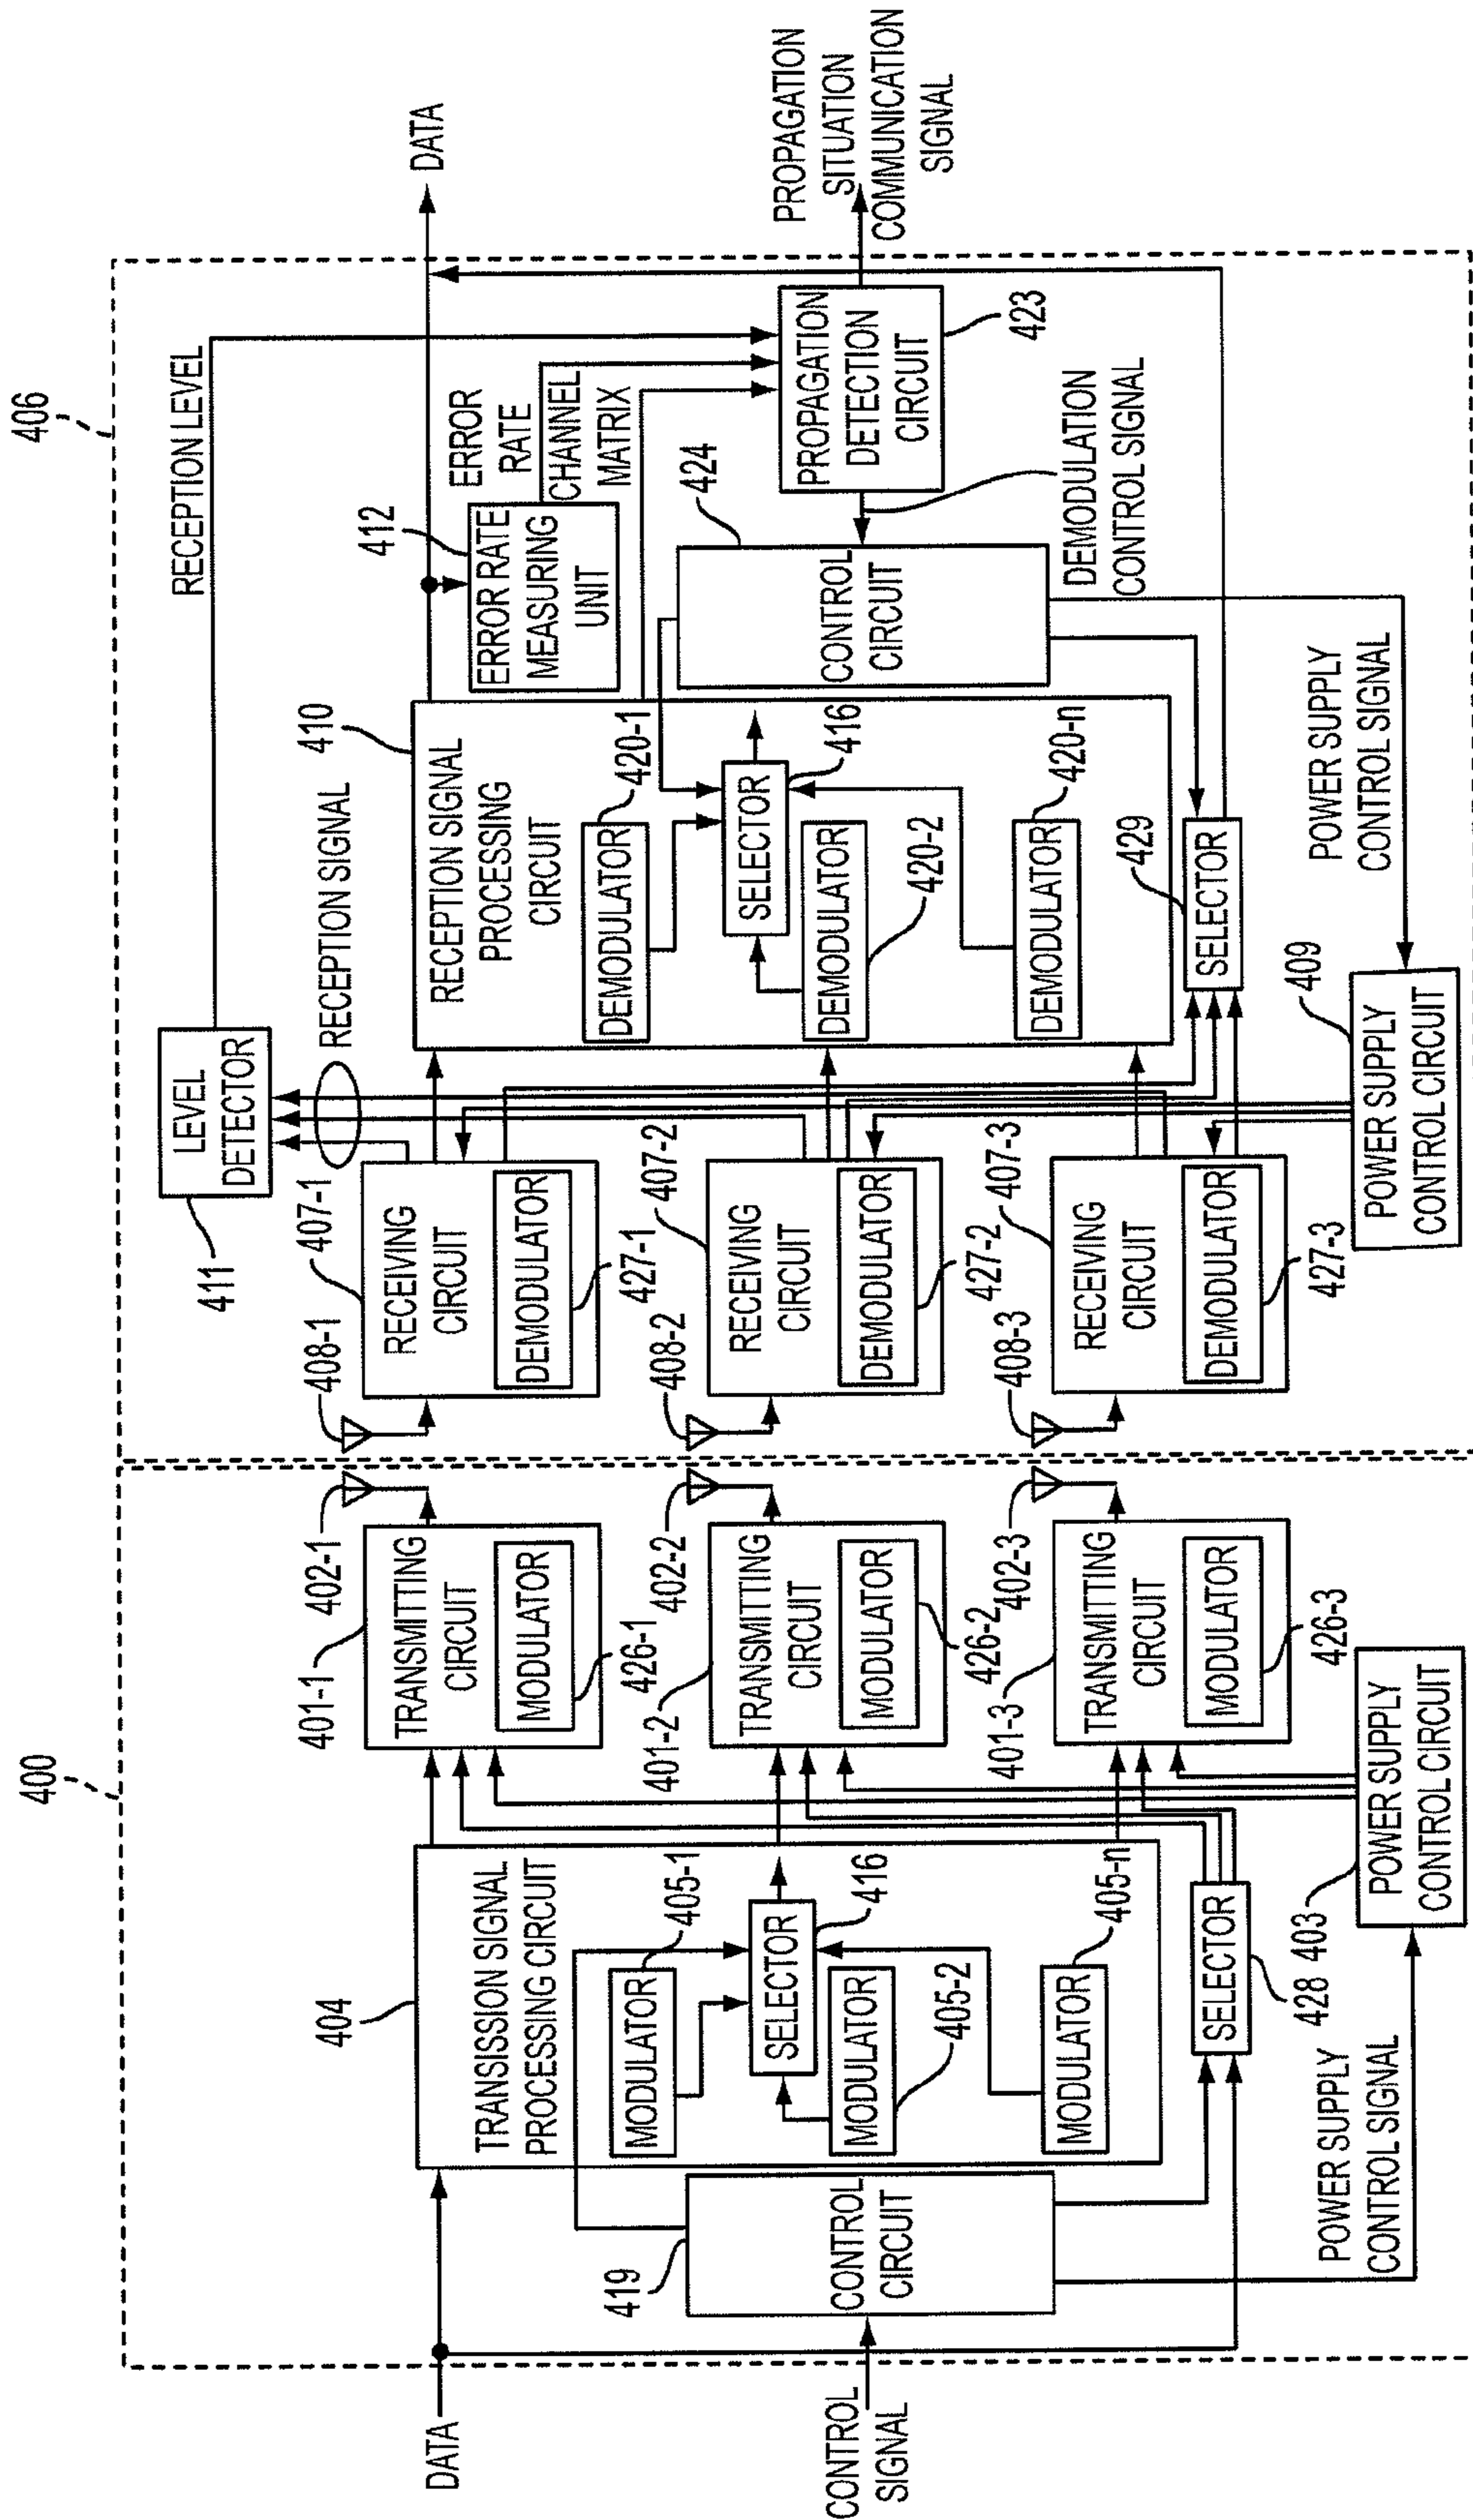 400
406
DATA
CONTROL
SIGNAL
419
CONTROL
CIRCUIT
404
TRANSISSION SIGNAL
PROCESSING CIRCUIT
MODULATOR
405-1
SELECTOR
416
MODULATOR
405-2
MODULATOR
405-n
SELECTOR
428
POWER SUPPLY
CONTROL SIGNAL
403
POWER SUPPLY
CONTROL CIRCUIT
401-1
TRANSMITTING
CIRCUIT
MODULATOR
426-1
402-1
401-2
TRANSMITTING
CIRCUIT
MODULATOR
426-2
402-2
401-3
TRANSMITTING
CIRCUIT
MODULATOR
426-3
402-3
408-1
407-1
RECEIVING
CIRCUIT
DEMODULATOR
427-1
408-2
407-2
RECEIVING
CIRCUIT
DEMODULATOR
427-2
408-3
407-3
RECEIVING
CIRCUIT
DEMODULATOR
427-3
411
LEVEL
DETECTOR
RECEPTION SIGNAL
409
POWER SUPPLY
CONTROL CIRCUIT
410
RECEPTION SIGNAL
PROCESSING
CIRCUIT
DEMODULATOR
420-1
SELECTOR
416
DEMODULATOR
420-2
DEMODULATOR
420-n
429
SELECTOR
POWER SUPPLY
CONTROL SIGNAL
412
ERROR RATE
MEASURING
UNIT
RECEPTION LEVEL
ERROR
RATE
CHANNEL
MATRIX
424
CONTROL
CIRCUIT
DEMODULATION
CONTROL SIGNAL
PROPAGATION
DETECTION
CIRCUIT
423
DATA
PROPAGATION
SITUATION
COMMUNICATION
SIGNAL